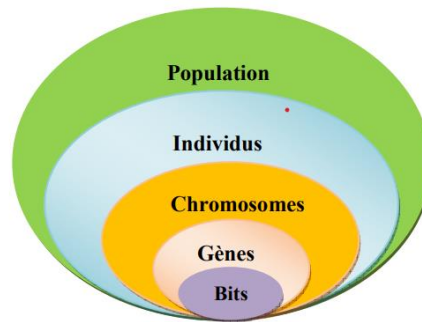 Population
Individus
Chromosomes
Gènes
Bits